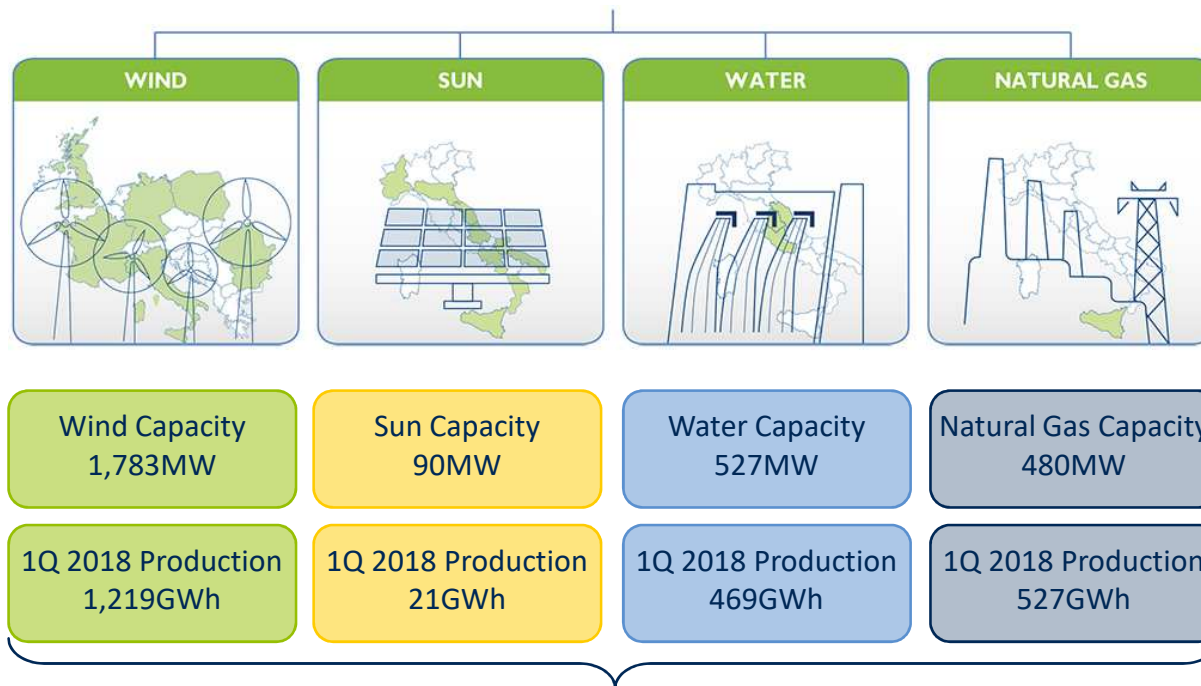 WIND
SUN
WATER
NATURAL GAS
Wind Capacity
1,783MW
Sun Capacity
90MW
Water Capacity
527MW
Natural Gas Capacity
480MW
1Q 2018 Production
1,219GWh
1Q 2018 Production
21GWh
1Q 2018 Production
469GWh
1Q 2018 Production
527GWh